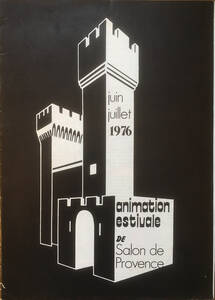 juin
juillet
1976
animation
estivale
DE
Salon de
Provence